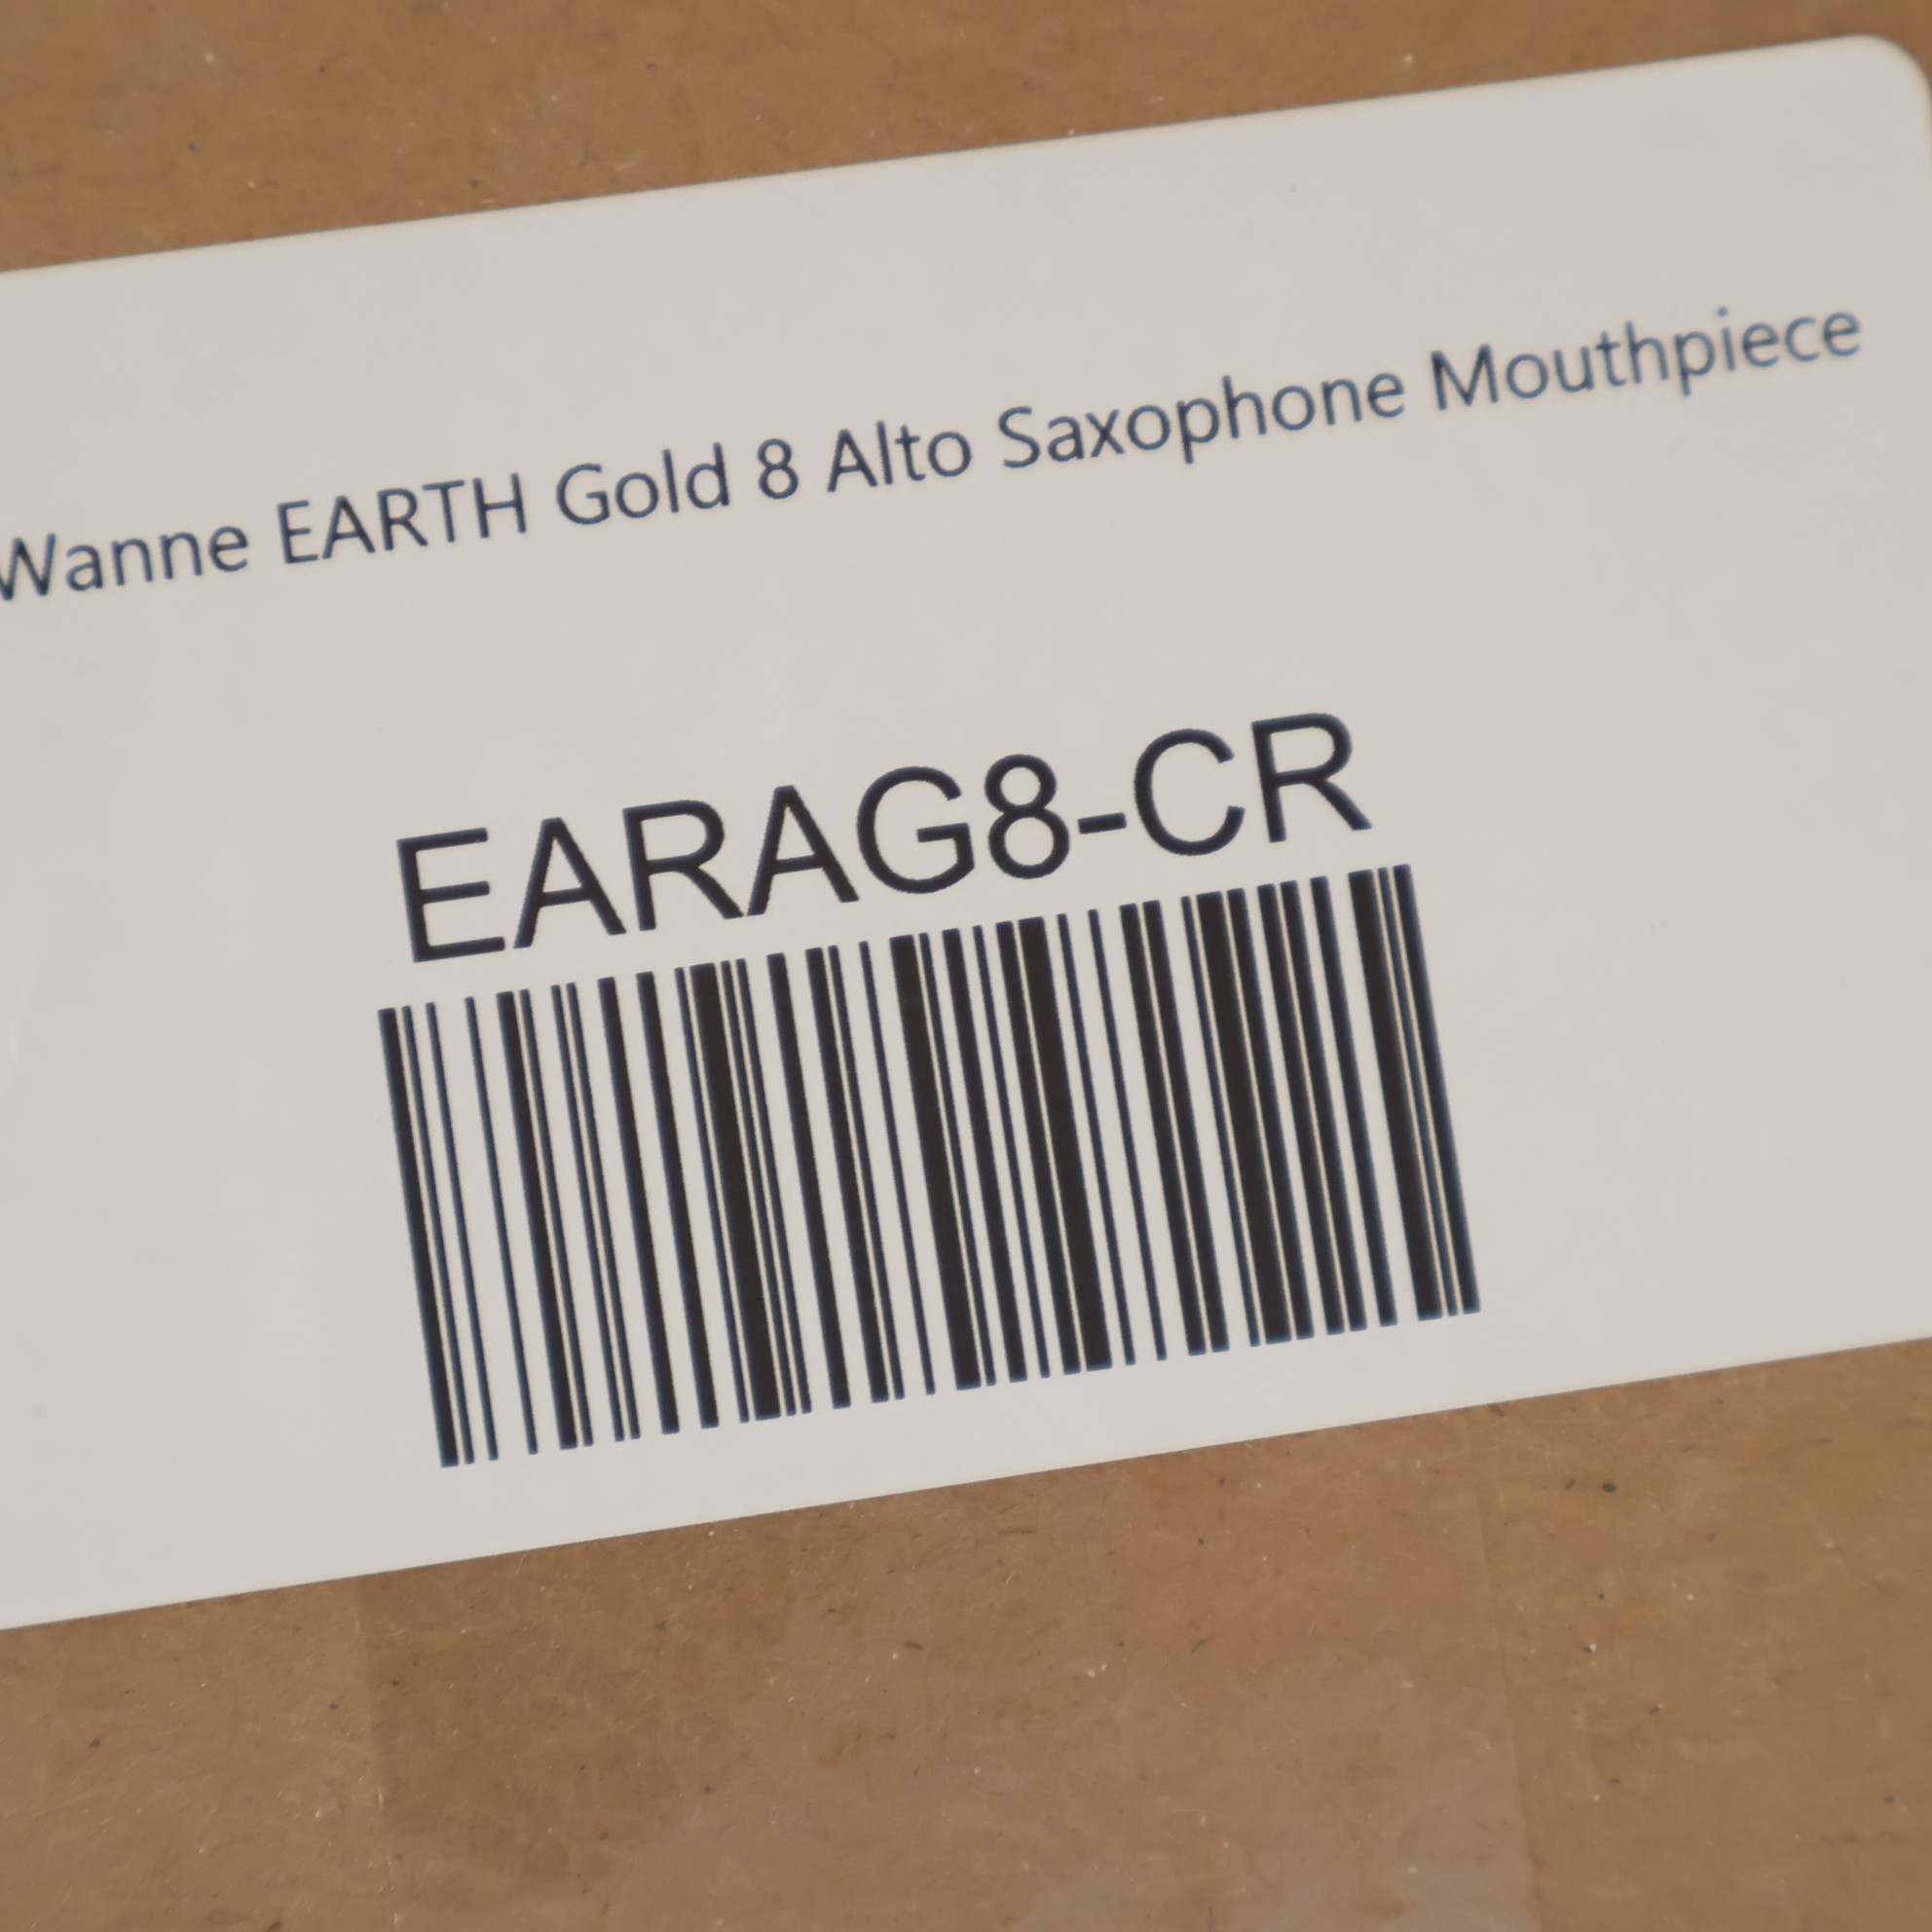 Wanne EARTH Gold 8 Alto Saxophone Mouthpiece
EARAG8-CR